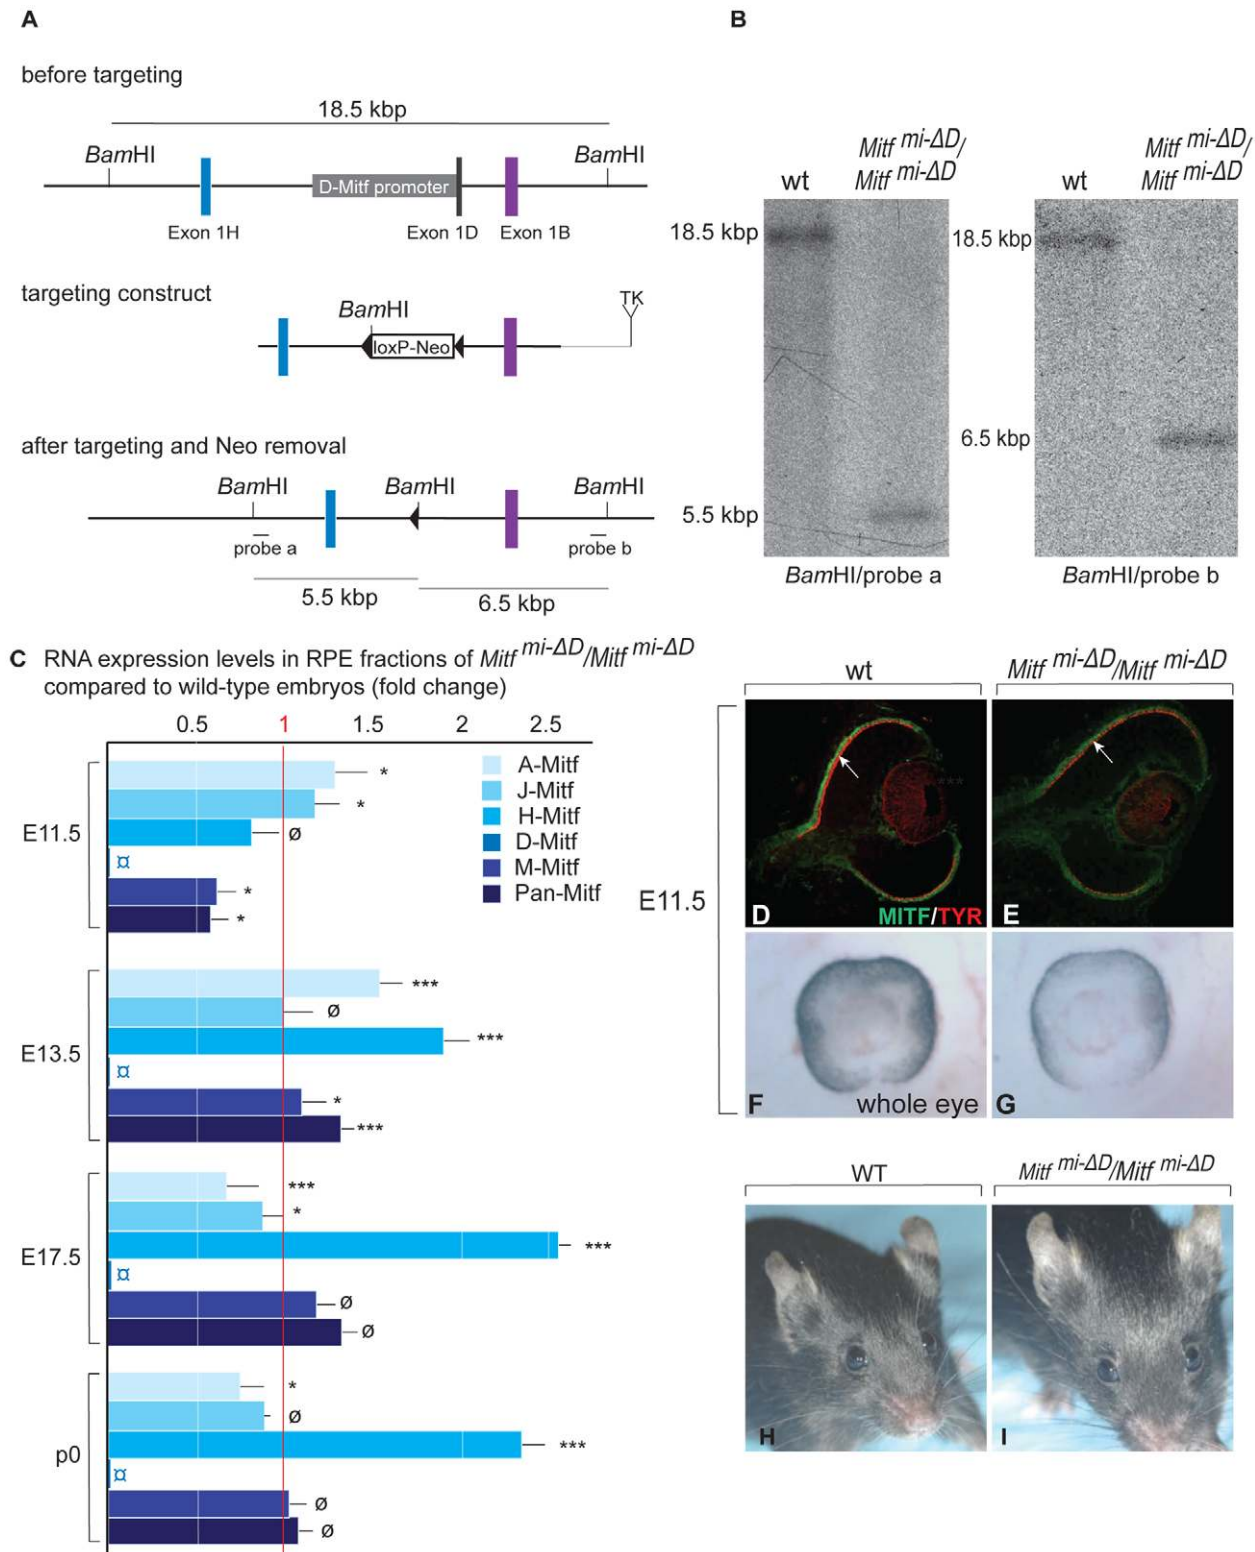 A
before targeting
18.5 kbp
BamHI
BamHI
D-Mitf promoter
Exon 1H
Exon 1D
Exon 1B
targeting construct
BamHI
TK
loxP-Neo
after targeting and Neo removal
BamHI
BamHI
BamHI
probe a
probe b
5.5 kbp
6.5 kbp
B
wt
Mitf mi-ΔD/
Mitf mi-ΔD
18.5 kbp
5.5 kbp
BamHI/probe a
wt
Mitf mi-ΔD/
Mitf mi-ΔD
18.5 kbp
6.5 kbp
BamHI/probe b
C RNA expression levels in RPE fractions of Mitf mi-ΔD/Mitf mi-ΔD
compared to wild-type embryos (fold change)
0.5 1 1.5 2 2.5
A-Mitf
J-Mitf
H-Mitf
D-Mitf
M-Mitf
Pan-Mitf
E11.5
*
*
ø
¤
*
*
E13.5
***
ø
***
¤
*
***
E17.5
***
*
***
¤
ø
ø
p0
*
ø
***
¤
ø
ø
wt
Mitf mi-ΔD/Mitf mi-ΔD
E11.5
***
D MITF/TYR
E
F whole eye
G
WT
Mitf mi-ΔD/Mitf mi-ΔD
H
I